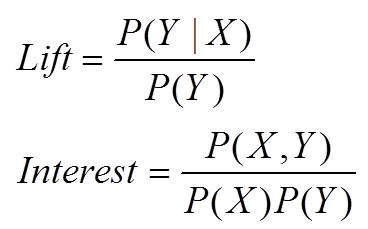 Lift = P(Y | X) / P(Y)
Interest = P(X,Y) / P(X)P(Y)